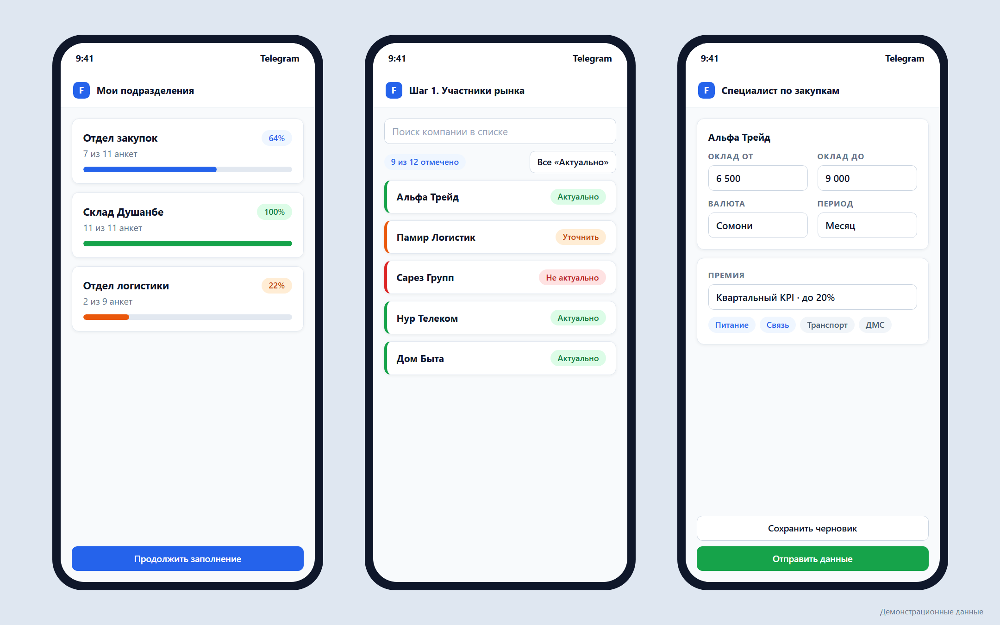 9:41
Telegram
F
Мои подразделения
Отдел закупок
64%
7 из 11 анкет
Склад Душанбе
100%
11 из 11 анкет
Отдел логистики
22%
2 из 9 анкет
Продолжить заполнение
9:41
Telegram
F
Шаг 1. Участники рынка
Поиск компании в списке
9 из 12 отмечено
Все «Актуально»
Альфа Трейд
Актуально
Памир Логистик
Уточнить
Сарез Групп
Не актуально
Нур Телеком
Актуально
Дом Быта
Актуально
9:41
Telegram
F
Специалист по закупкам
Альфа Трейд
ОКЛАД ОТ
ОКЛАД ДО
6 500
9 000
ВАЛЮТА
ПЕРИОД
Сомони
Месяц
ПРЕМИЯ
Квартальный KPI · до 20%
Питание
Связь
Транспорт
ДМС
Сохранить черновик
Отправить данные
Демонстрационные данные